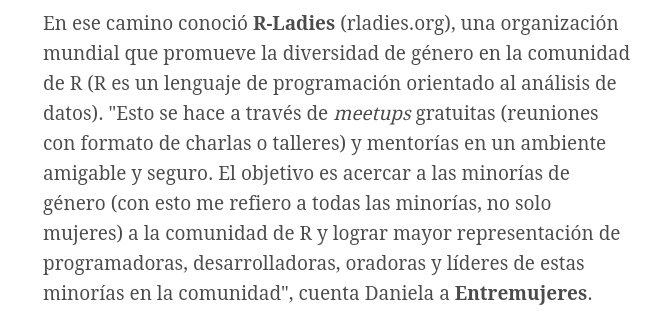 En ese camino conoció R-Ladies (rladies.org), una organización
mundial que promueve la diversidad de género en la comunidad
de R (R es un lenguaje de programación orientado al análisis de
datos). "Esto se hace a través de meetups gratuitas (reuniones
con formato de charlas o talleres) y mentorías en un ambiente
amigable y seguro. El objetivo es acercar a las minorías de
género (con esto me refiero a todas las minorías, no solo
mujeres) a la comunidad de R y lograr mayor representación de
programadoras, desarrolladoras, oradoras y líderes de estas
minorías en la comunidad", cuenta Daniela a Entremujeres.